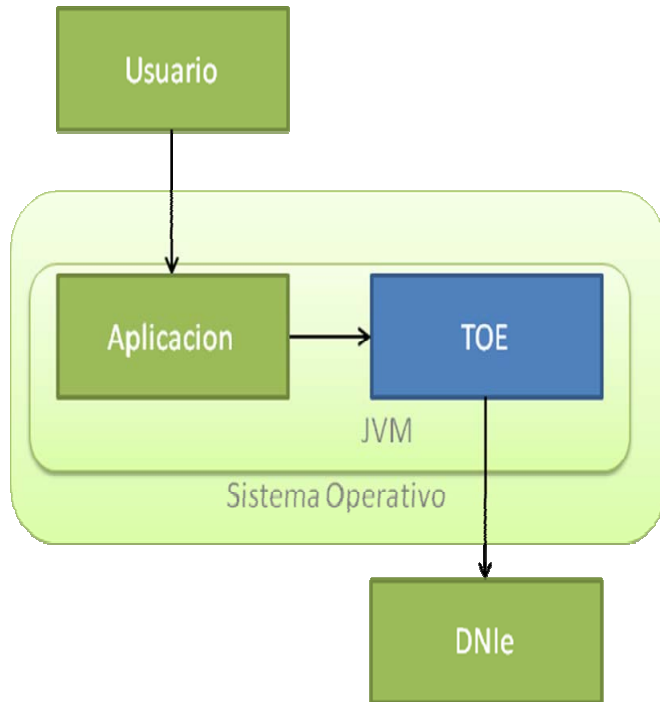 Usuario
Aplicacion
TOE
JVM
Sistema Operativo
DNIe